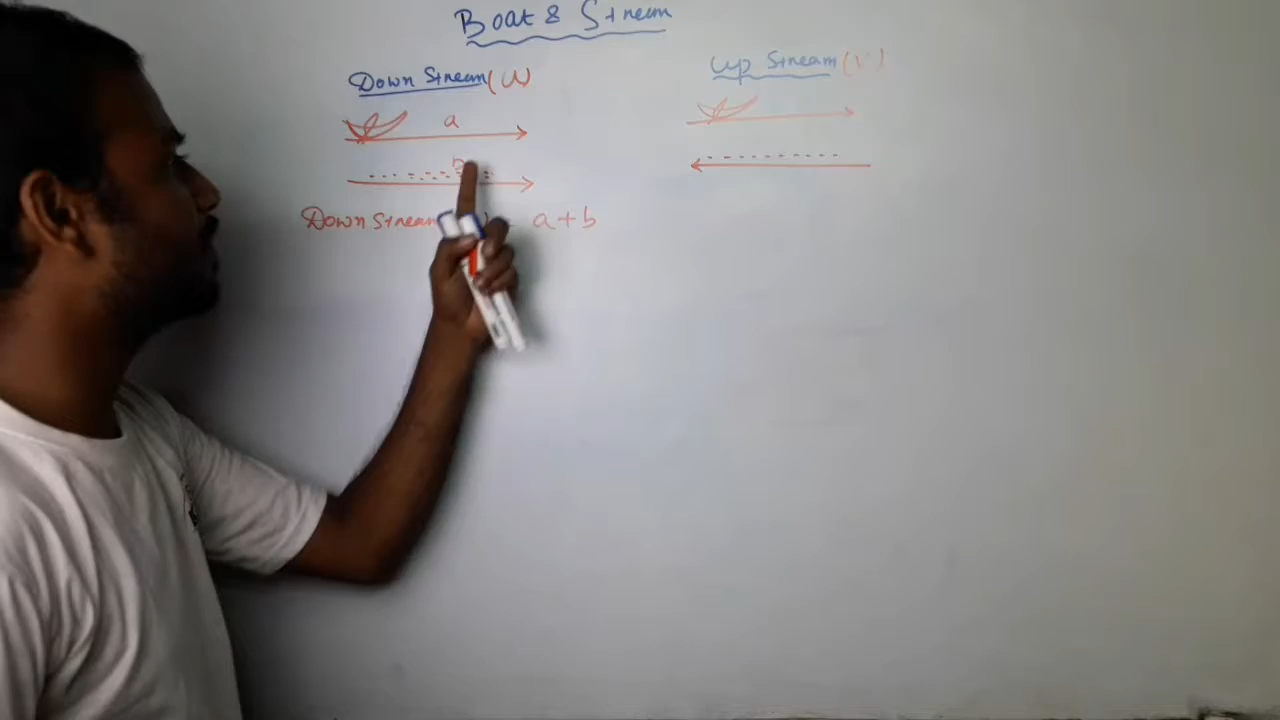 Boat & Stream
Down Stream (U)
a
b
Down Stream a + b
Up Stream (V)